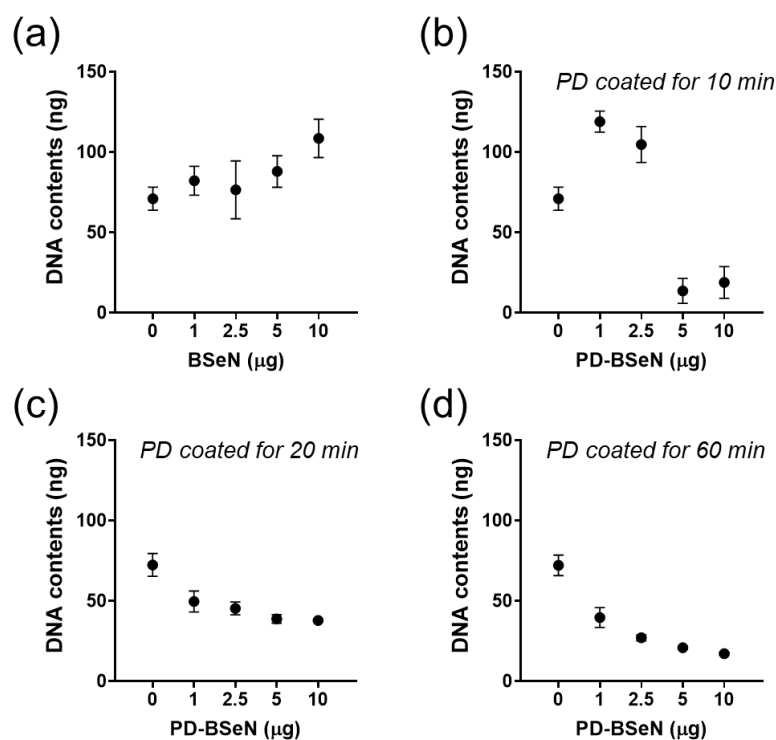 (a)
DNA contents (ng)
150
100
50
0
0 1 2.5 5 10
BSeN (μg)
(b)
PD coated for 10 min
DNA contents (ng)
150
100
50
0
0 1 2.5 5 10
PD-BSeN (μg)
(c)
PD coated for 20 min
DNA contents (ng)
150
100
50
0
0 1 2.5 5 10
PD-BSeN (μg)
(d)
PD coated for 60 min
DNA contents (ng)
150
100
50
0
0 1 2.5 5 10
PD-BSeN (μg)